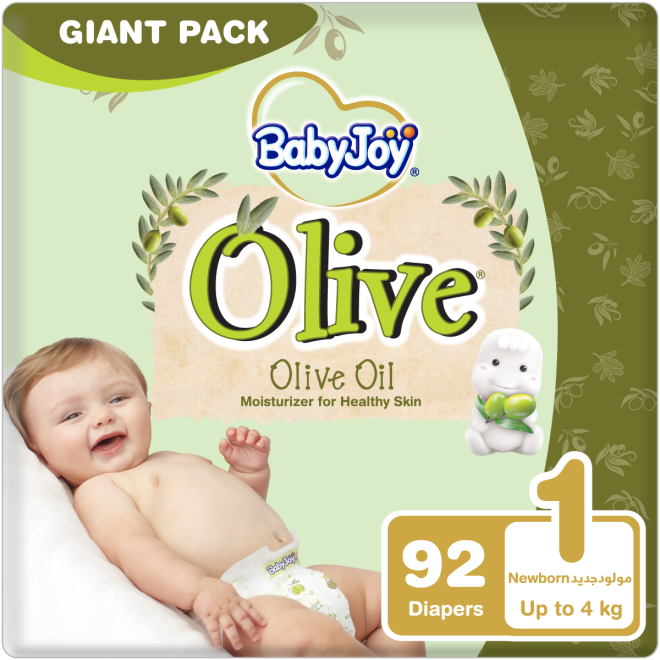 GIANT PACK
BabyJoy®
Olive®
Olive Oil
Moisturizer for Healthy Skin
BabyJoy
92
Diapers
1
Newborn مولود جديد
Up to 4 kg